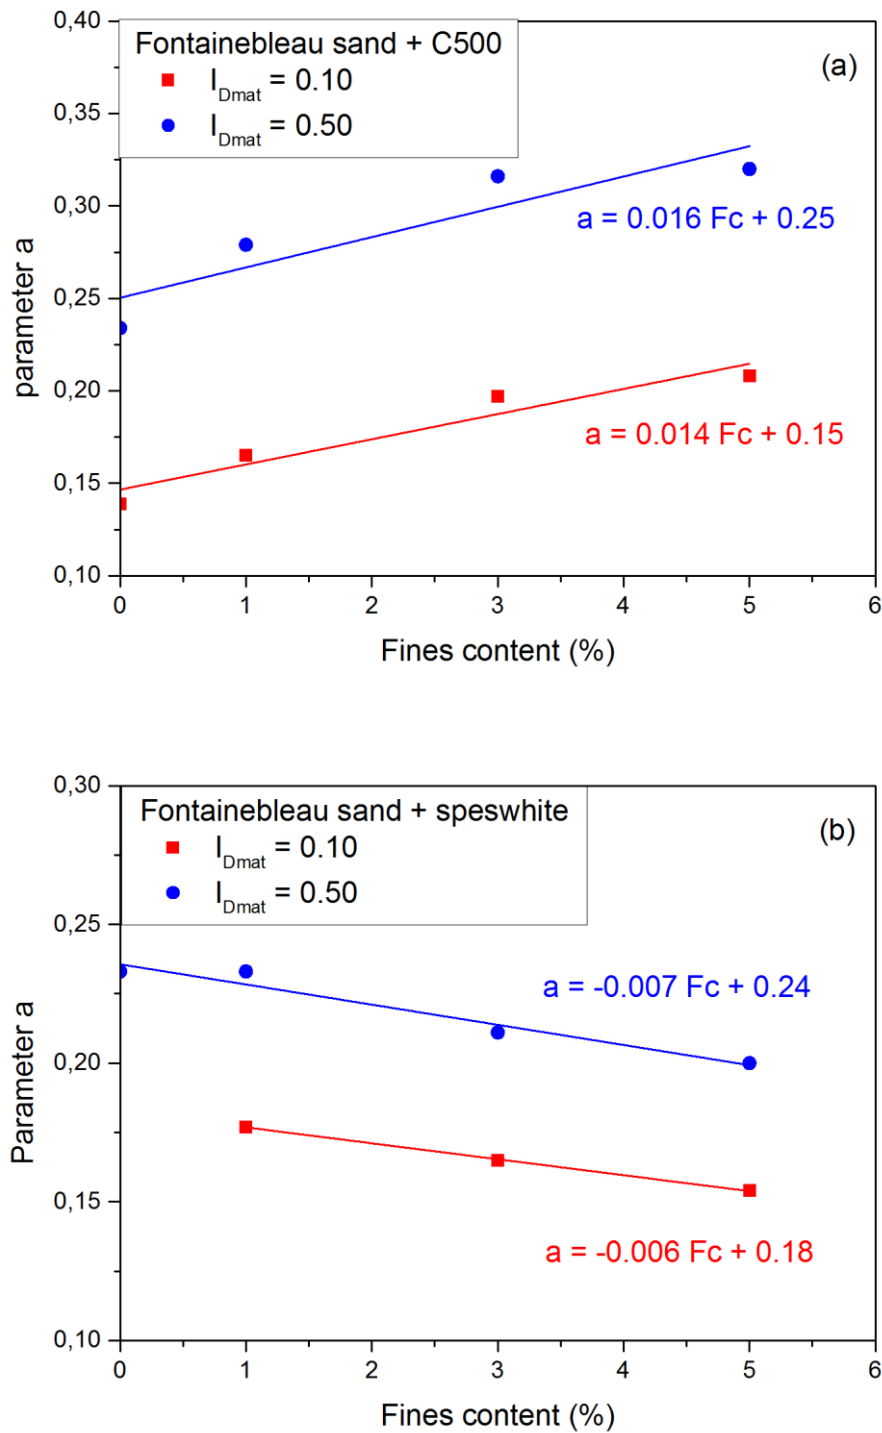 0,40
Fontainebleau sand + C500
(a)
I_Dmat = 0.10
0,35
I_Dmat = 0.50
0,30
a = 0.016 Fc + 0.25
0,25
parameter a
0,20
a = 0.014 Fc + 0.15
0,15
0,10
0 1 2 3 4 5 6
Fines content (%)
0,30
Fontainebleau sand + speswhite
(b)
I_Dmat = 0.10
I_Dmat = 0.50
0,25
a = -0.007 Fc + 0.24
Parameter a
0,20
0,15
a = -0.006 Fc + 0.18
0,10
0 1 2 3 4 5 6
Fines content (%)